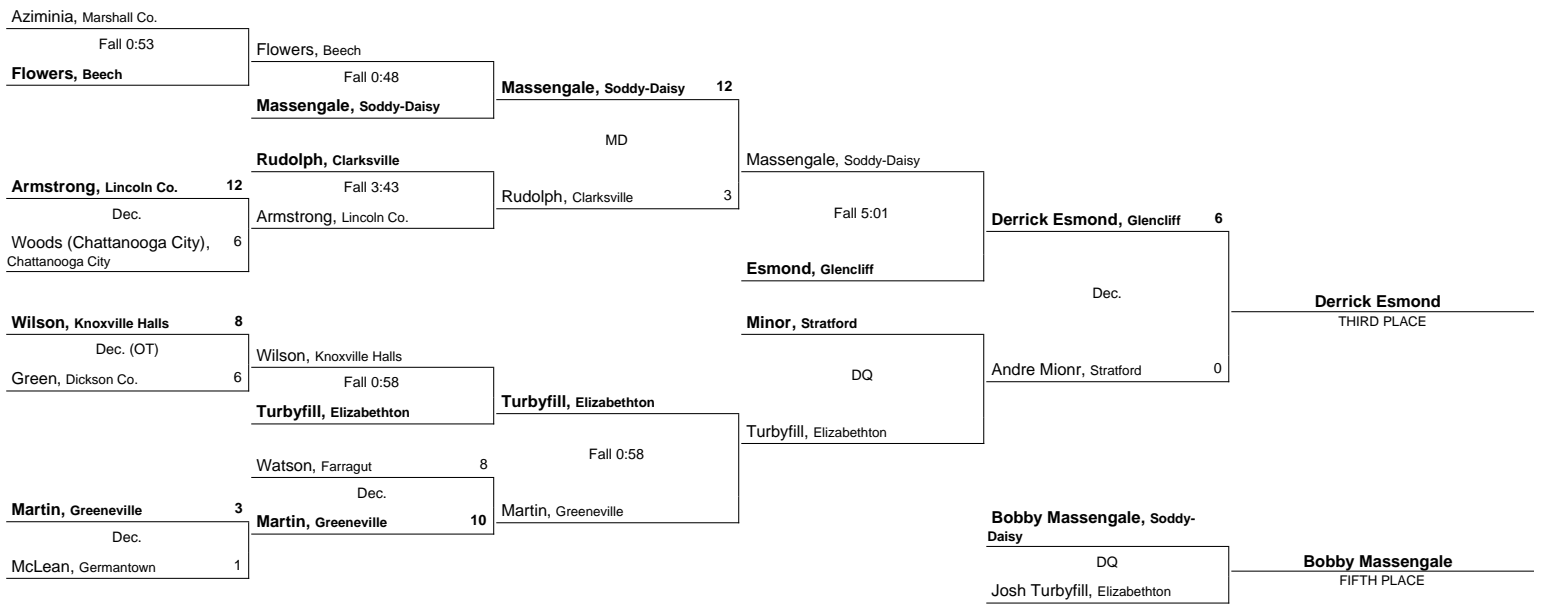 Aziminia, Marshall Co.
Fall 0:53
Flowers, Beech
Armstrong, Lincoln Co. 12
Dec.
Woods (Chattanooga City), 6
Chattanooga City
Wilson, Knoxville Halls 8
Dec. (OT)
Green, Dickson Co. 6
Martin, Greeneville 3
Dec.
McLean, Germantown 1
Flowers, Beech
Fall 0:48
Massengale, Soddy-Daisy
Rudolph, Clarksville
Fall 3:43
Armstrong, Lincoln Co.
Wilson, Knoxville Halls
Fall 0:58
Turbyfill, Elizabethton
Watson, Farragut 8
Dec.
Martin, Greeneville 10
Massengale, Soddy-Daisy 12
MD
Rudolph, Clarksville 3
Turbyfill, Elizabethton
Fall 0:58
Martin, Greeneville
Massengale, Soddy-Daisy
Fall 5:01
Esmond, Glencliff
Minor, Stratford
DQ
Turbyfill, Elizabethton
Derrick Esmond, Glencliff 6
Dec.
Andre Mionr, Stratford 0
Derrick Esmond
THIRD PLACE
Bobby Massengale, Soddy-
Daisy
DQ
Josh Turbyfill, Elizabethton
Bobby Massengale
FIFTH PLACE